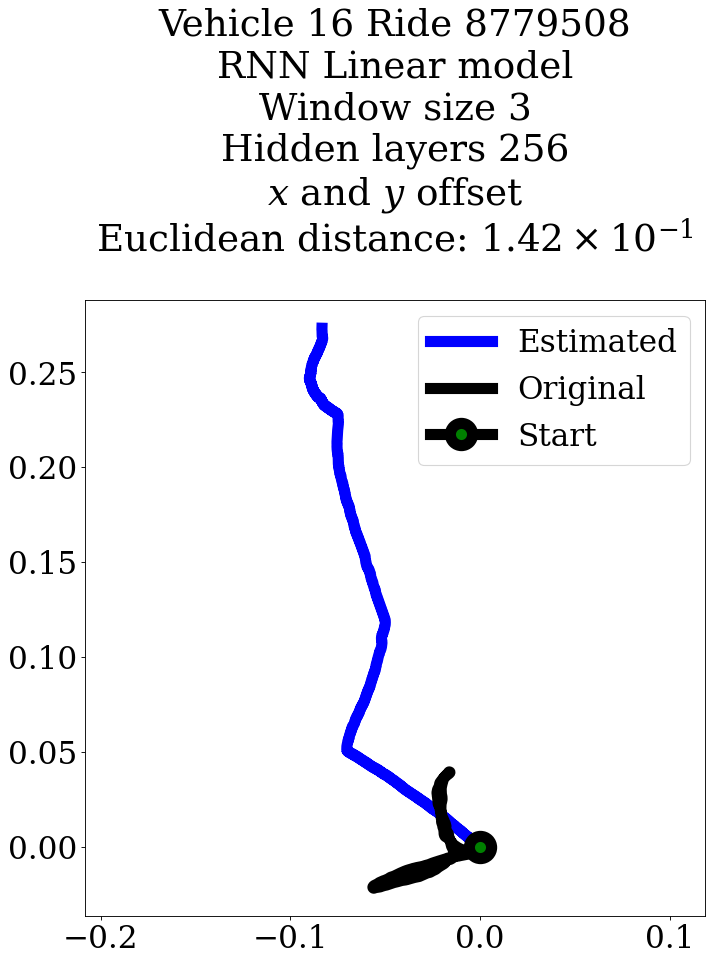 Vehicle 16 Ride 8779508
RNN Linear model
Window size 3
Hidden layers 256
x and y offset
Euclidean distance: 1.42 × 10⁻¹
Estimated
Original
Start
0.25
0.20
0.15
0.10
0.05
0.00
−0.2 −0.1 0.0 0.1